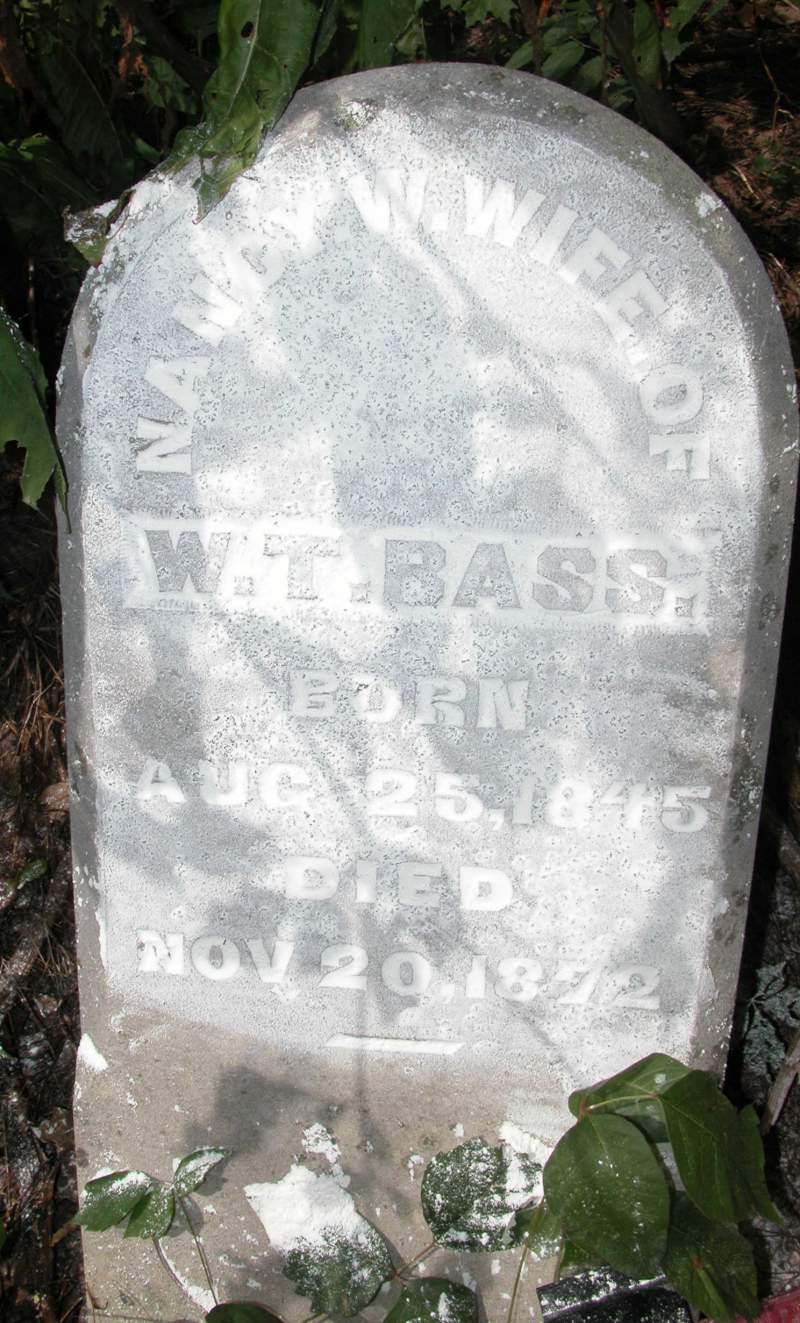 NANCY W. WIFE OF
W. T. BASS.
BORN
AUG 25, 1845
DIED
NOV 20, 1872